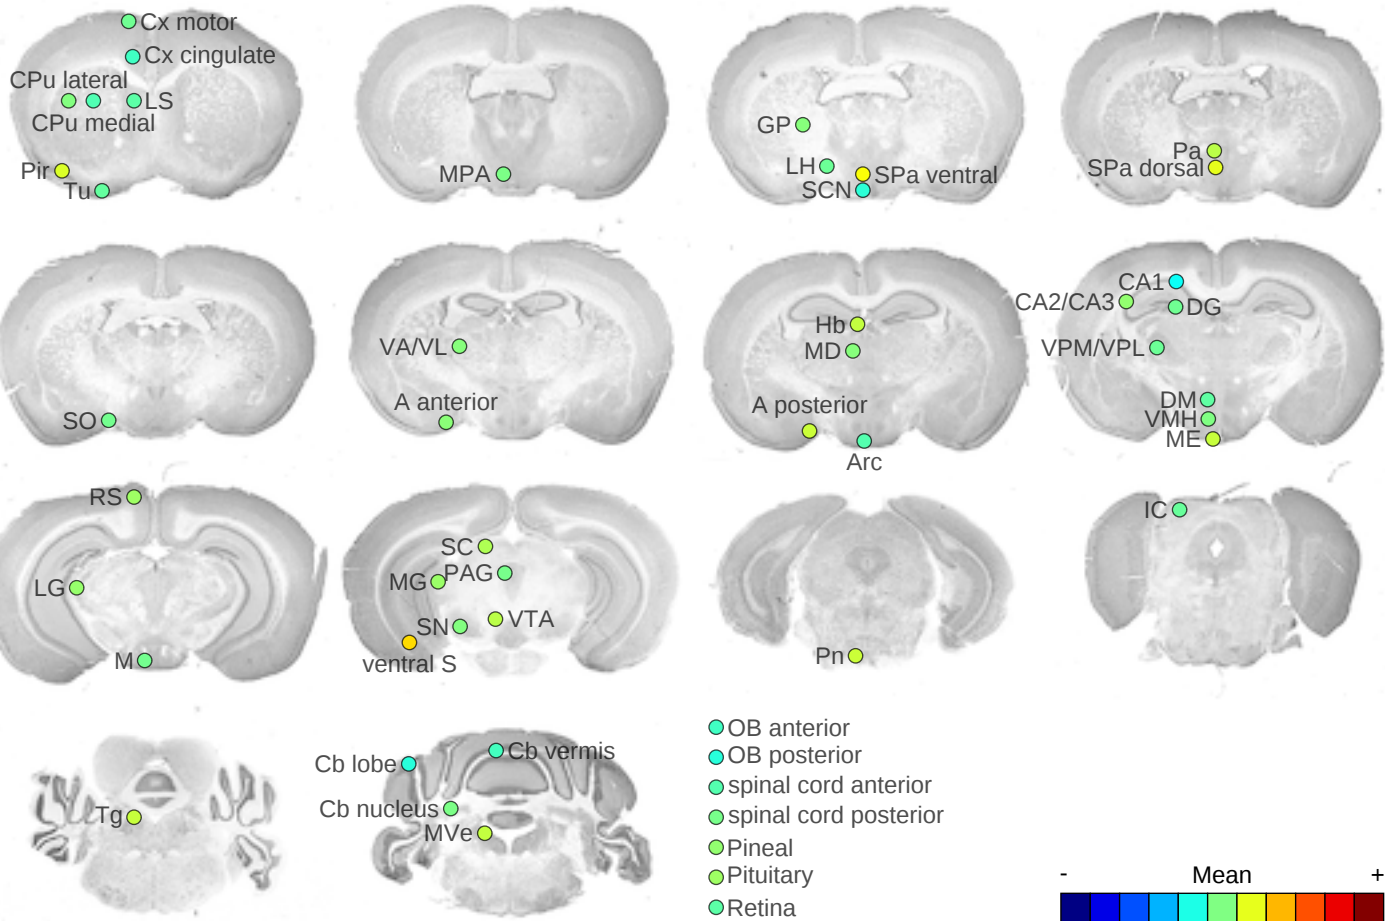 Cx motor
Cx cingulate
CPu lateral
LS
CPu medial
Pir
Tu
MPA
GP
LH
SPa ventral
SCN
Pa
SPa dorsal
SO
VA/VL
A anterior
Hb
MD
A posterior
Arc
CA1
CA2/CA3
DG
VPM/VPL
DM
VMH
ME
RS
LG
M
SC
MG
PAG
SN
VTA
ventral S
Pn
IC
Tg
Cb lobe
Cb vermis
Cb nucleus
MVe
OB anterior
OB posterior
spinal cord anterior
spinal cord posterior
Pineal
Pituitary
Retina
- Mean +